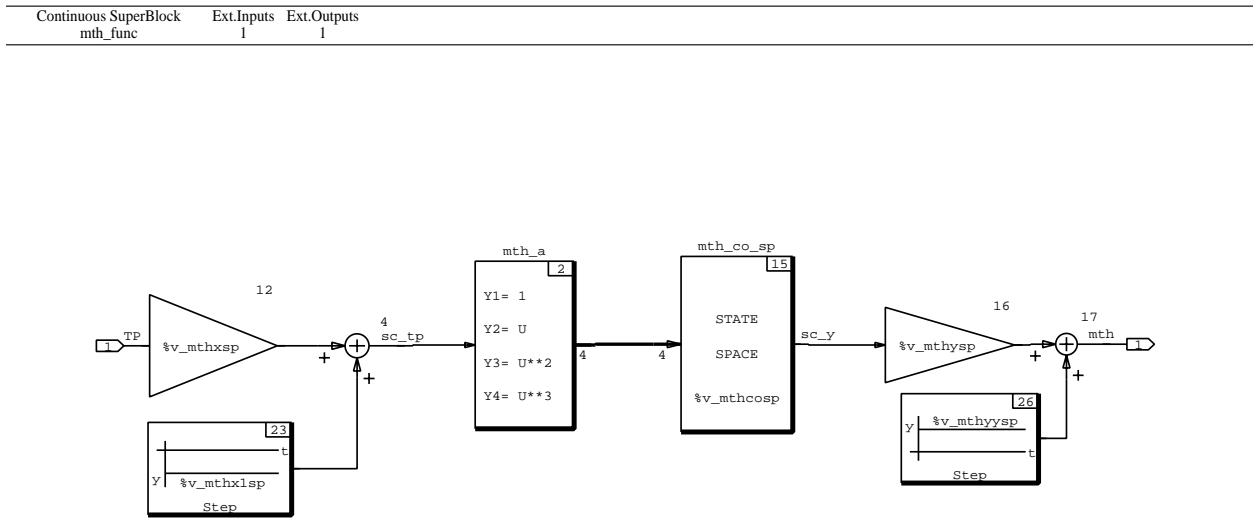 Continuous SuperBlock Ext.Inputs Ext.Outputs
mth_func 1 1
mth_a
2
Y1= 1
Y2= U
Y3= U**2
Y4= U**3
mth_co_sp
15
STATE
SPACE
%v_mthcosp
12
1
TP
%v_mthxsp
+
4
sc_tp
+
4
4
sc_y
16
%v_mthysp
+
17
mth
1
+
23
t
y
%v_mthx1sp
Step
26
y
%v_mthyysp
t
Step